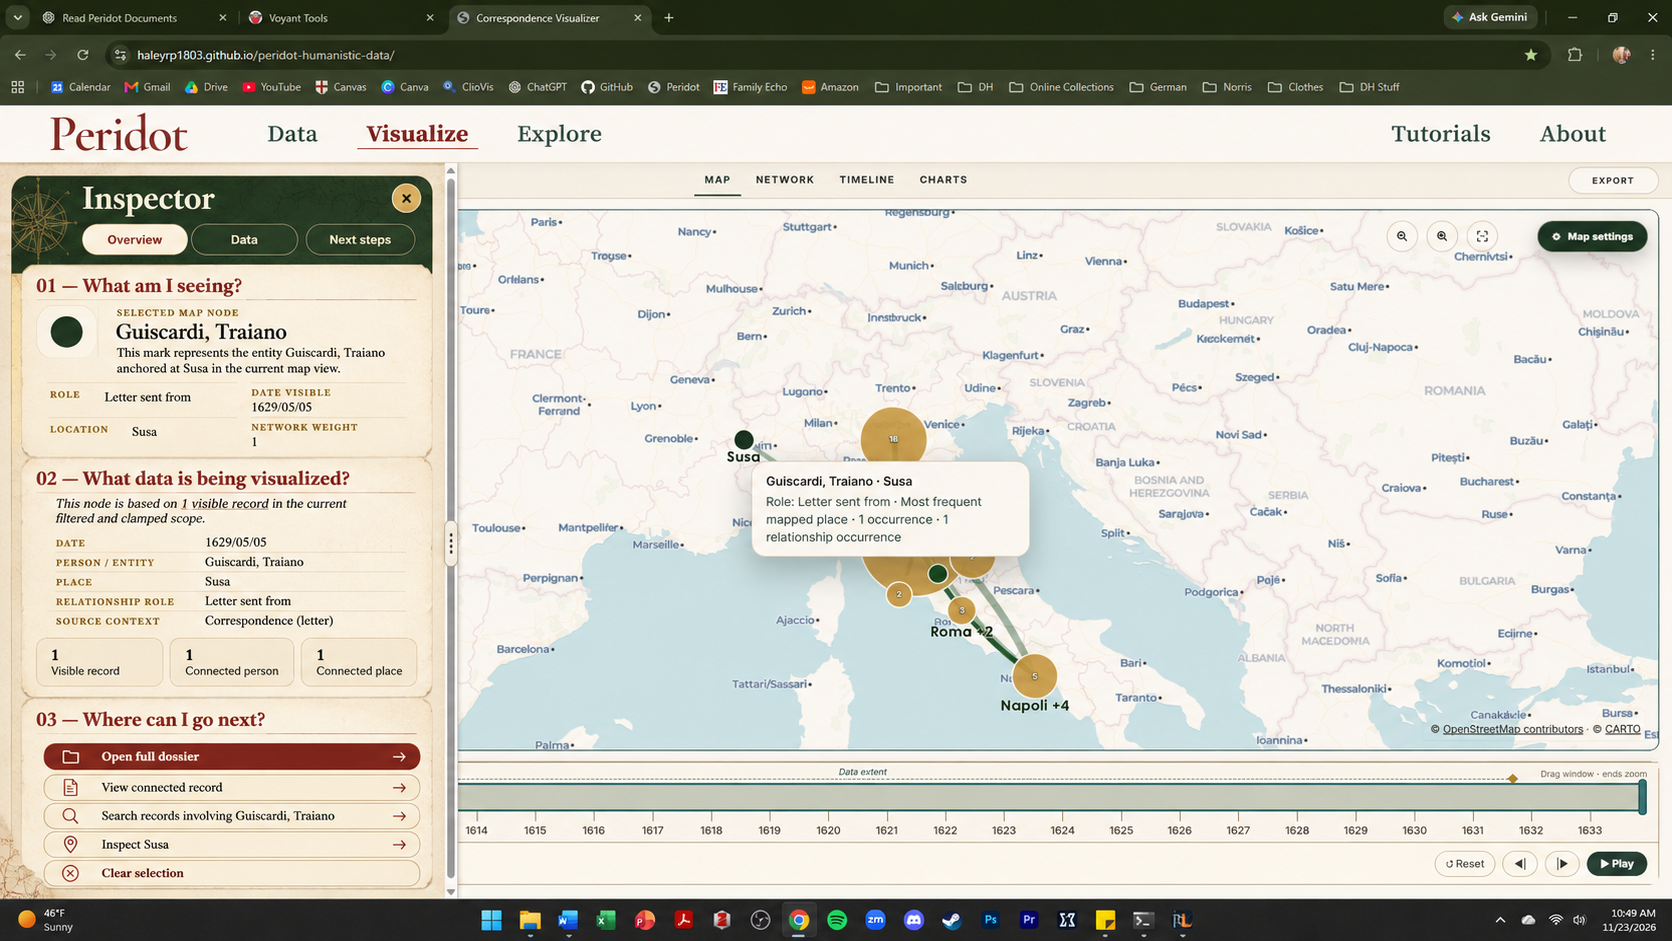 Read Peridot Documents
Voyant Tools
Correspondence Visualizer
Ask Gemini
haleyrp1803.github.io/peridot-humanistic-data/
Calendar Gmail Drive YouTube Canvas Canva ClioVis ChatGPT GitHub Peridot Family Echo Amazon Important DH Online Collections German Norris Clothes DH Stuff
Peridot Data Visualize Explore Tutorials About
Inspector
Overview Data Next steps
01 — What am I seeing?
SELECTED MAP NODE
Guiscardi, Traiano
This mark represents the entity Guiscardi, Traiano
anchored at Susa in the current map view.
ROLE Letter sent from
DATE VISIBLE
1629/05/05
LOCATION Susa
NETWORK WEIGHT
1
02 — What data is being visualized?
This node is based on 1 visible record in the current
filtered and clamped scope.
DATE 1629/05/05
PERSON / ENTITY Guiscardi, Traiano
PLACE Susa
RELATIONSHIP ROLE Letter sent from
SOURCE CONTEXT Correspondence (letter)
1
Visible record
1
Connected person
1
Connected place
03 — Where can I go next?
Open full dossier
View connected record
Search records involving Guiscardi, Traiano
Inspect Susa
Clear selection
MAP NETWORK TIMELINE CHARTS
EXPORT
Map settings
Paris
Nancy
Stuttgart
Regensburg
SLOVAKIA
Košice
Chernivtsi
Troyes
Linz
Vienna
Munich
Orléans
Mulhouse
Salzburg
Satu Mere
AUSTRIA
Budapest
MOLDOVA
Tours
Dijon
Zurich
Innsbruck
HUNGARY
Oradea
Chișinău
Bern
Graz
Cluj-Napoca
FRANCE
Klagenfurt
Bacău
Geneva
Lugano
Trento
Udine
SLOVENIA
Pécs
Szeged
ROMANIA
Clermont-
Ferrand
Lyon
Zagreb
Milan
Venice
Rijeka
CROATIA
Novi Sad
Galați
Grenoble
18
Buzău
Susa
Banja Luka
Pitești
BOSNIA AND
HERZEGOVINA
SERBIA
Craiova
Constanța
Čačak
Ruse
Toulouse
Montpellier
Sarajevo
Split
Marseille
Niš
Varna
Guiscardi, Traiano · Susa
Role: Letter sent from · Most frequent
mapped place · 1 occurrence · 1
relationship occurrence
Perpignan
Pescara
Pojë
Sofia
BULGARIA
Burgas
2
3
Ajaccio
Roma +2
NORTH
MACEDONIA
Barcelona
ALBANIA
Bari
Komotini
Istanbul
5
Tattari/Sassari
Taranto
Thessaloniki
Napoli +4
Bursa
© OpenStreetMap contributors · © CARTO
Palma
Ioannina
Data extent
Drag window · ends zoom
1614 1615 1616 1617 1618 1619 1620 1621 1622 1623 1624 1625 1626 1627 1628 1629 1630 1631 1632 1633
Reset
Play
46°F
Sunny
10:49 AM
11/23/2026